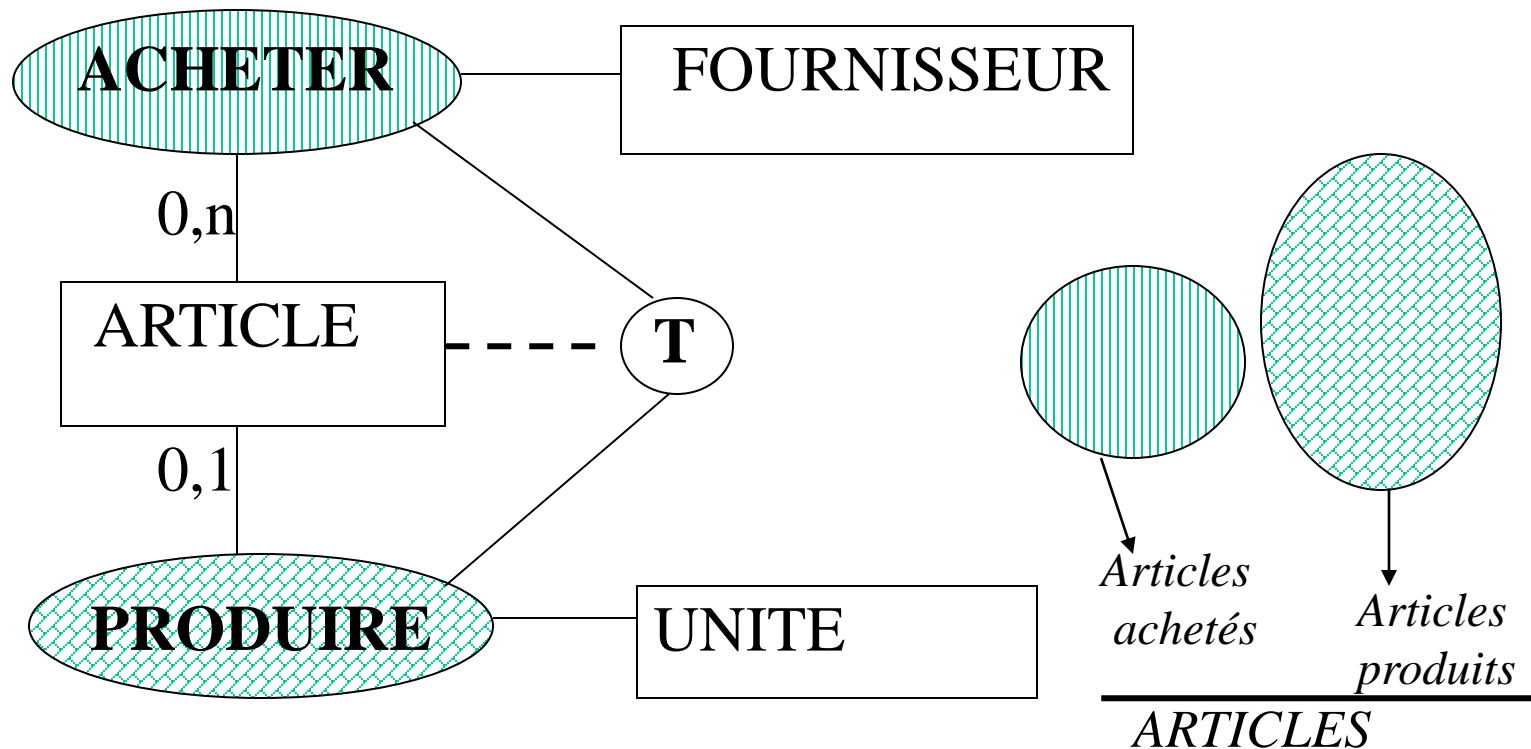 ACHETER
FOURNISSEUR
0,n
ARTICLE
T
0,1
PRODUIRE
UNITE
Articles
achetés
Articles
produits
ARTICLES